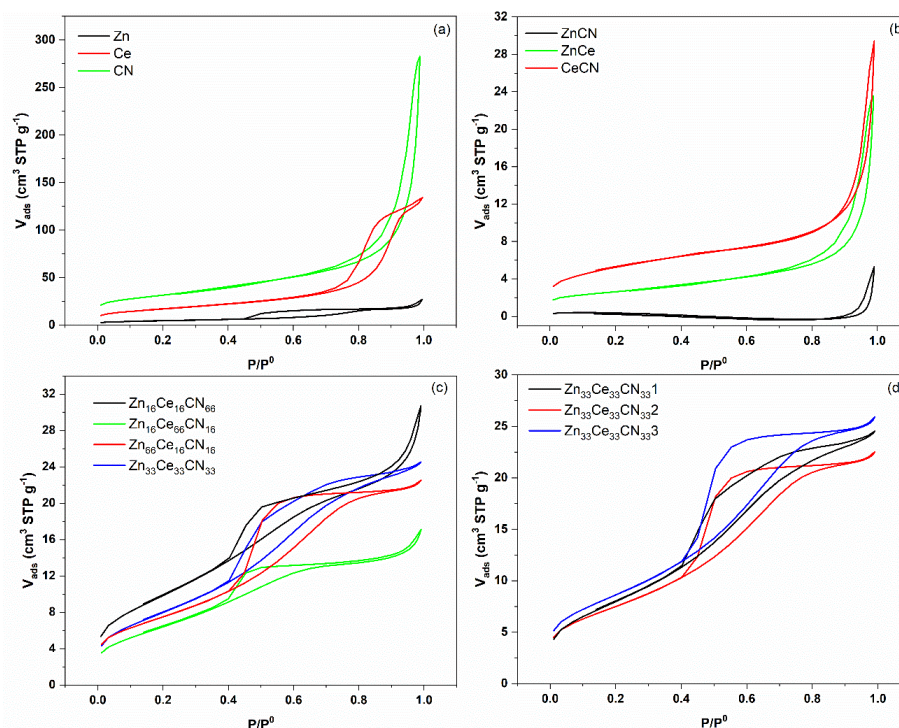 (a)
Zn
Ce
CN
300
250
200
150
100
50
0
V_ads (cm³ STP g⁻¹)
0.0 0.2 0.4 0.6 0.8 1.0
P/P⁰
(b)
ZnCN
ZnCe
CeCN
32
28
24
20
16
12
8
4
0
V_ads (cm³ STP g⁻¹)
0.0 0.2 0.4 0.6 0.8 1.0
P/P⁰
(c)
Zn₁₆Ce₁₆CN₆₆
Zn₁₆Ce₆₆CN₁₆
Zn₆₆Ce₁₆CN₁₆
Zn₃₃Ce₃₃CN₃₃
32
28
24
20
16
12
8
4
0
V_ads (cm³ STP g⁻¹)
0.0 0.2 0.4 0.6 0.8 1.0
P/P⁰
(d)
Zn₃₃Ce₃₃CN₃₃1
Zn₃₃Ce₃₃CN₃₃2
Zn₃₃Ce₃₃CN₃₃3
30
25
20
15
10
5
0
V_ads (cm³ STP g⁻¹)
0.0 0.2 0.4 0.6 0.8 1.0
P/P⁰